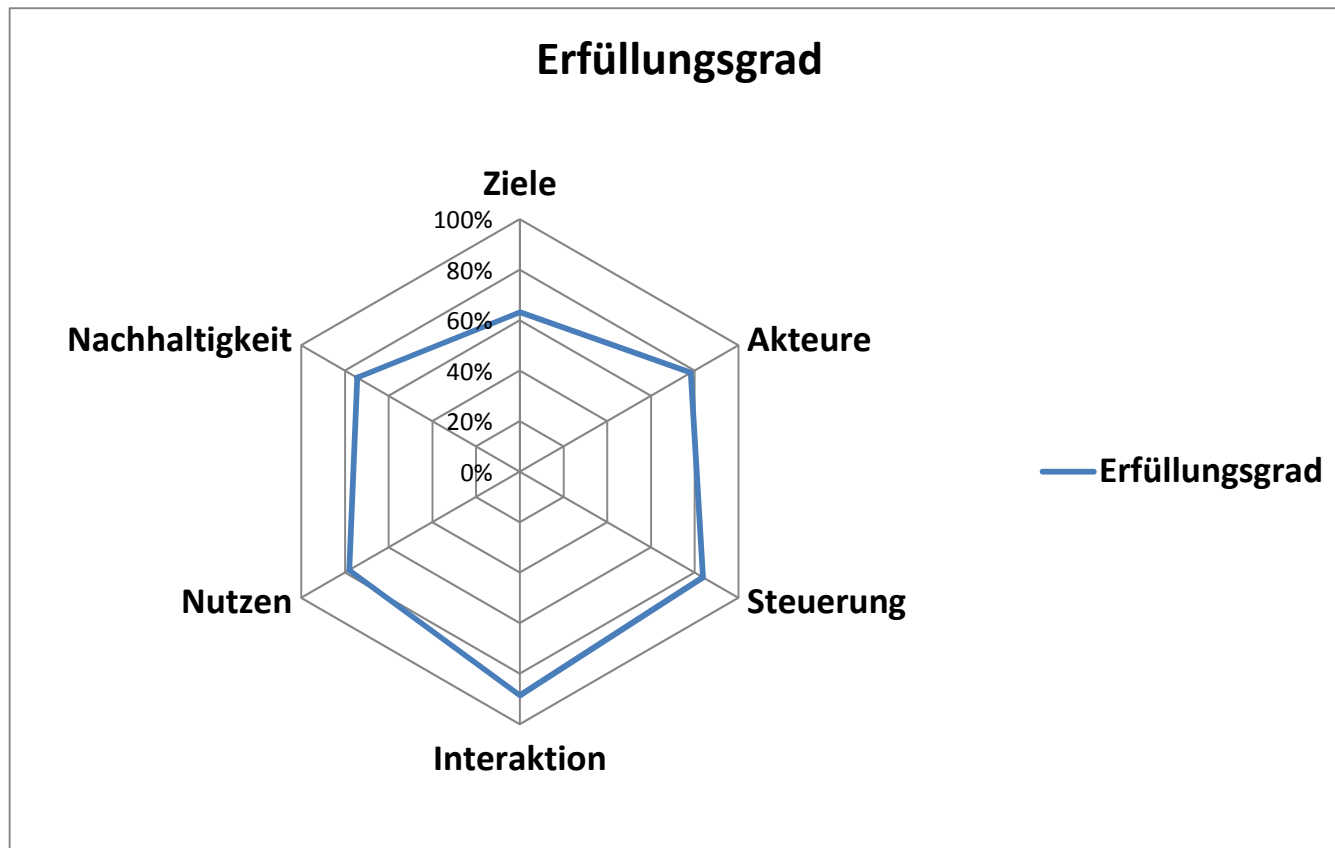 Erfüllungsgrad
Ziele
100%
80%
60%
40%
20%
0%
Nachhaltigkeit
Akteure
Erfüllungsgrad
Nutzen
Steuerung
Interaktion